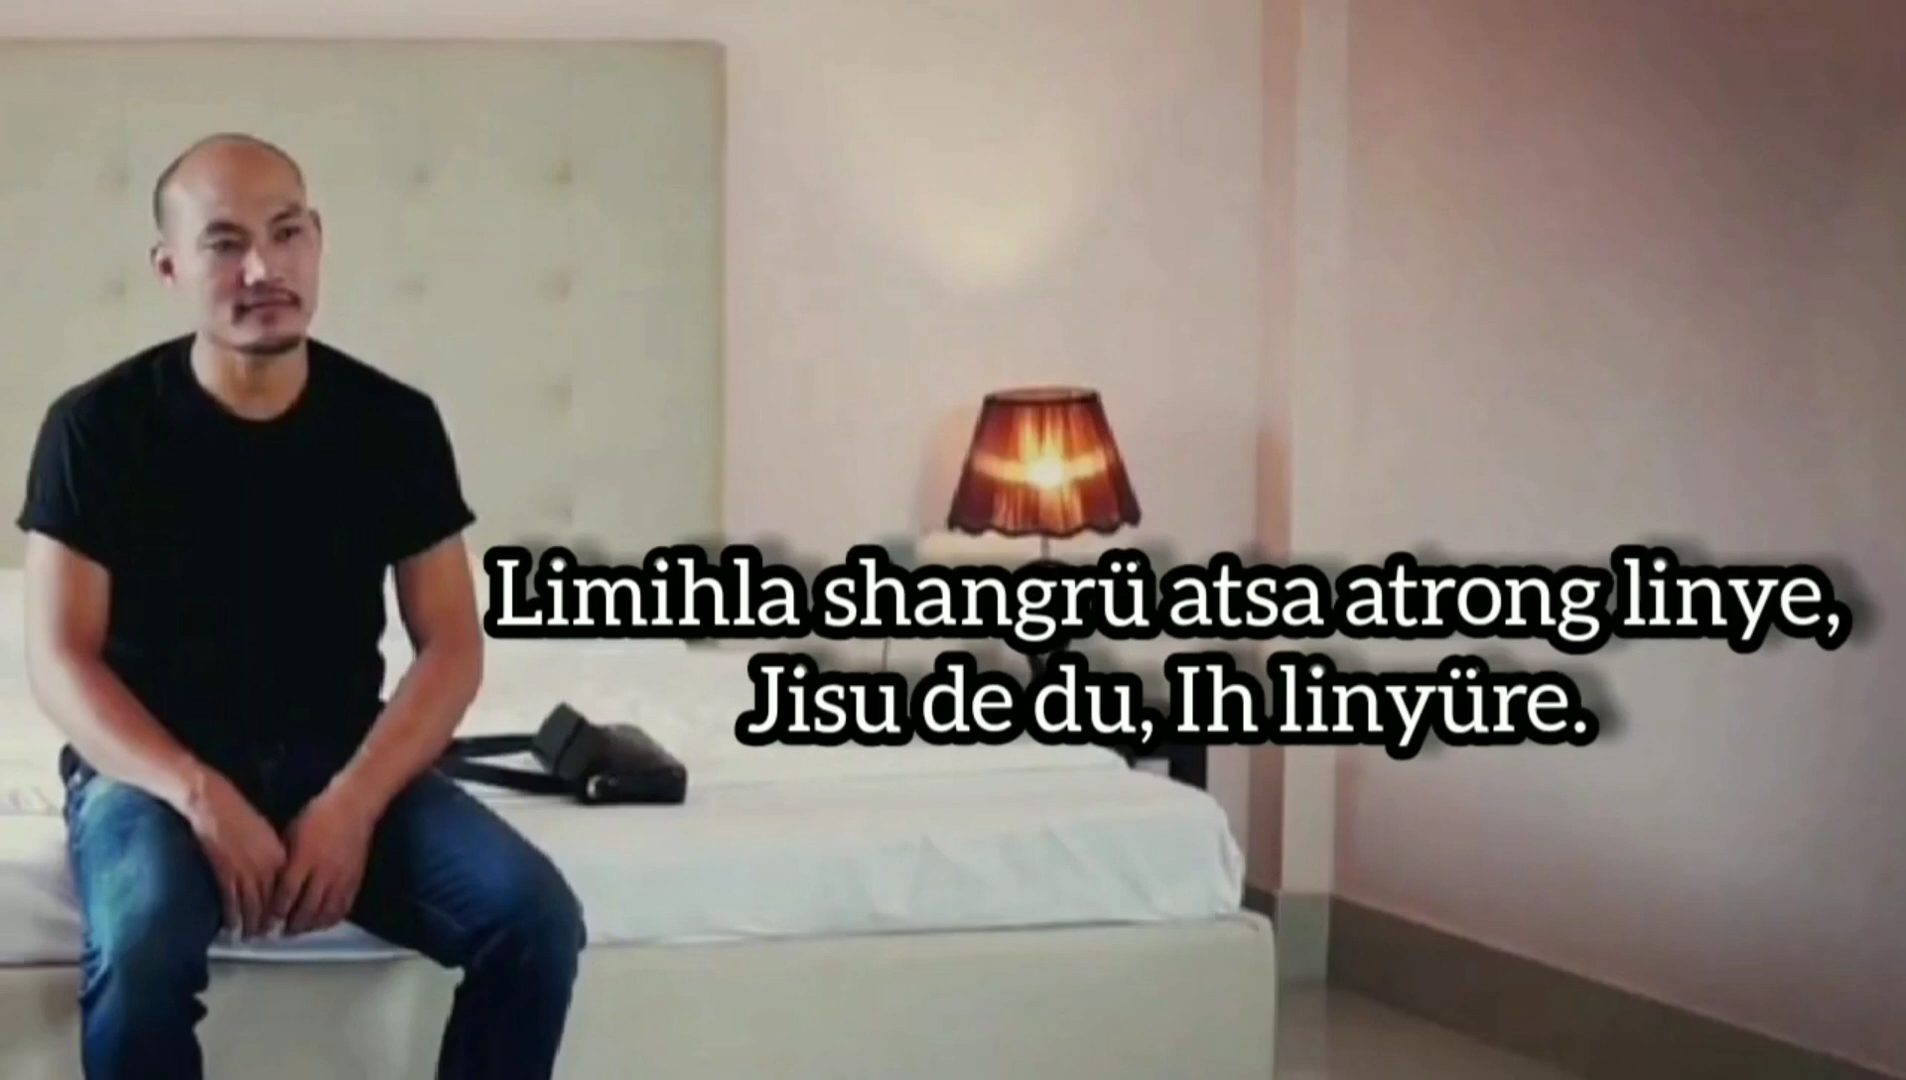 Limihla shangrü atsa atrong linye,
Jisu de du, Ih linyüre.